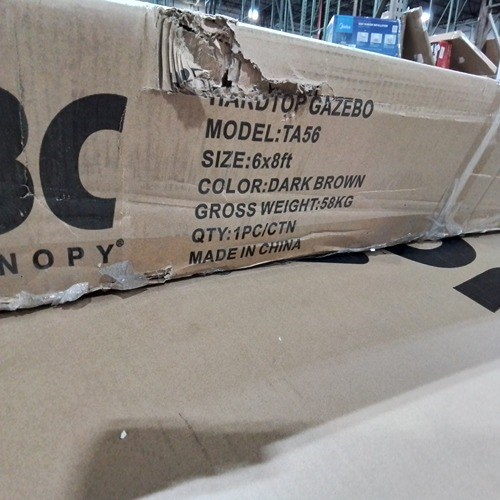 BC
NOPY®
HARDTOP GAZEBO
MODEL:TA56
SIZE:6x8ft
COLOR:DARK BROWN
GROSS WEIGHT:58KG
QTY:1PC/CTN
MADE IN CHINA